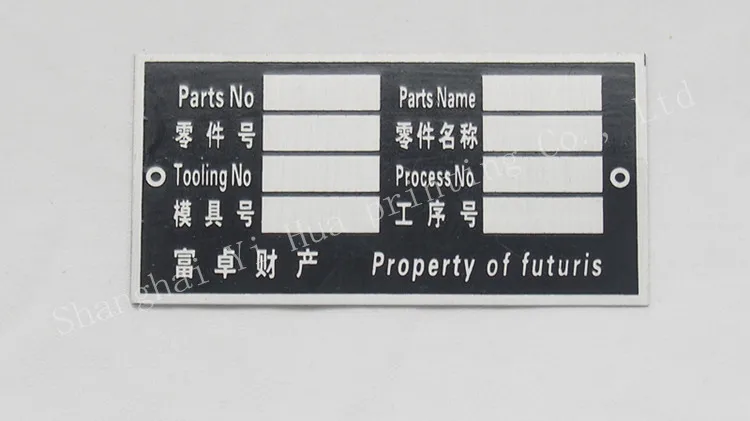 Parts No Parts Name
零件号 零件名称
Tooling No Process No
模具号 工序号
富卓财产 Property of futuris
Shanghai Yi Hua printing Co., Ltd